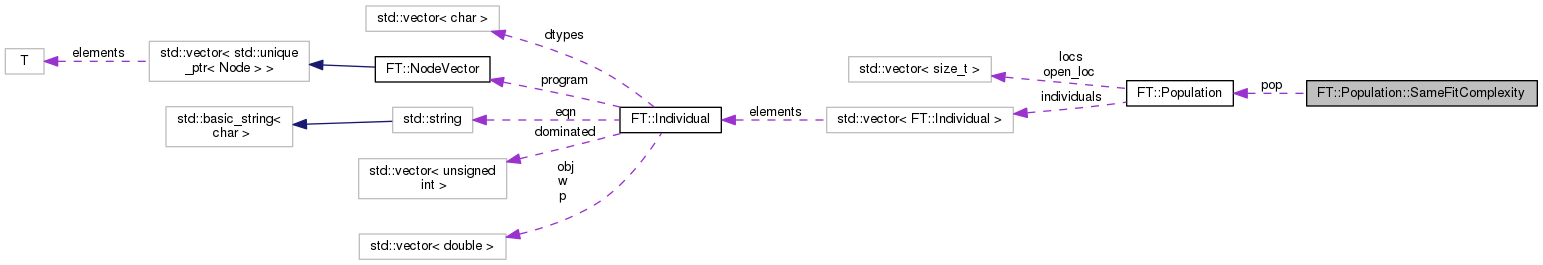 std::vector< char >
dtypes
T
elements
std::vector< std::unique
_ptr< Node > >
FT::NodeVector
program
std::basic_string<
char >
std::string
eqn
dominated
std::vector< unsigned
int >
obj
w
p
std::vector< double >
FT::Individual
elements
std::vector< size_t >
std::vector< FT::Individual >
locs
open_loc
individuals
FT::Population
pop
FT::Population::SameFitComplexity